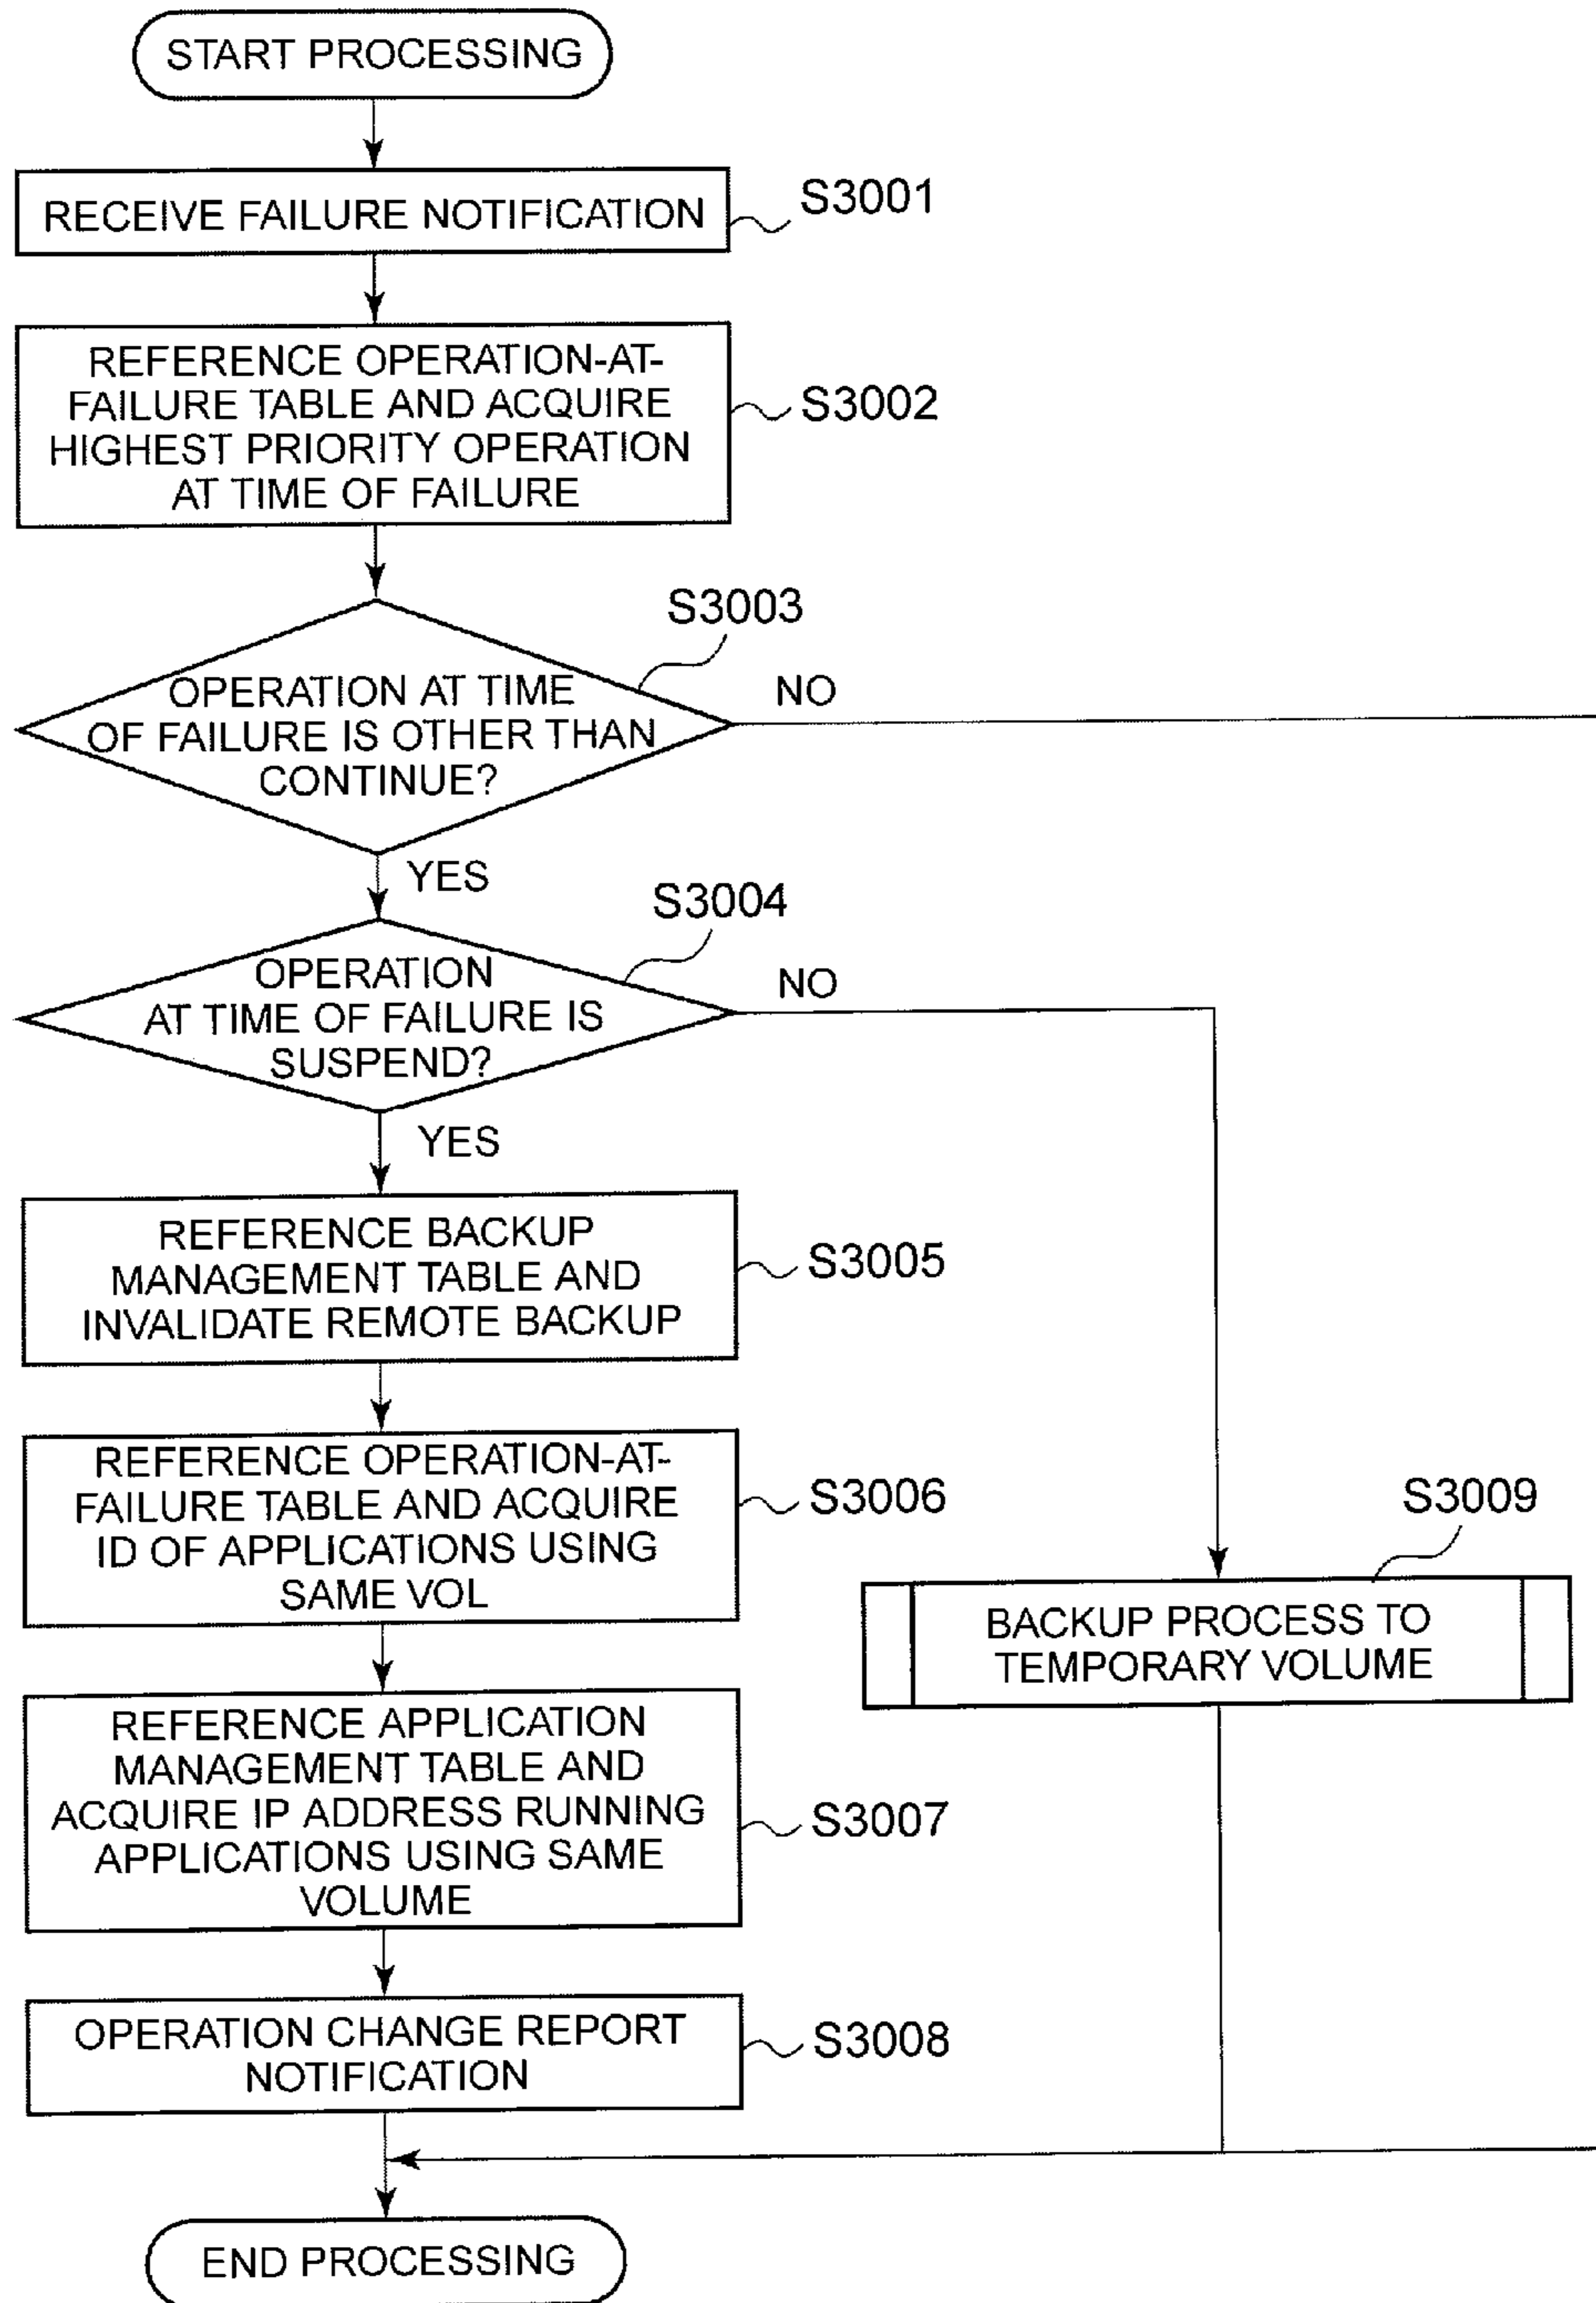 START PROCESSING
RECEIVE FAILURE NOTIFICATION
S3001
REFERENCE OPERATION-AT-
FAILURE TABLE AND ACQUIRE
HIGHEST PRIORITY OPERATION
AT TIME OF FAILURE
S3002
S3003
OPERATION AT TIME
OF FAILURE IS OTHER THAN
CONTINUE?
NO
YES
S3004
OPERATION
AT TIME OF FAILURE IS
SUSPEND?
NO
YES
REFERENCE BACKUP
MANAGEMENT TABLE AND
INVALIDATE REMOTE BACKUP
S3005
REFERENCE OPERATION-AT-
FAILURE TABLE AND ACQUIRE
ID OF APPLICATIONS USING
SAME VOL
S3006
S3009
BACKUP PROCESS TO
TEMPORARY VOLUME
REFERENCE APPLICATION
MANAGEMENT TABLE AND
ACQUIRE IP ADDRESS RUNNING
APPLICATIONS USING SAME
VOLUME
S3007
OPERATION CHANGE REPORT
NOTIFICATION
S3008
END PROCESSING